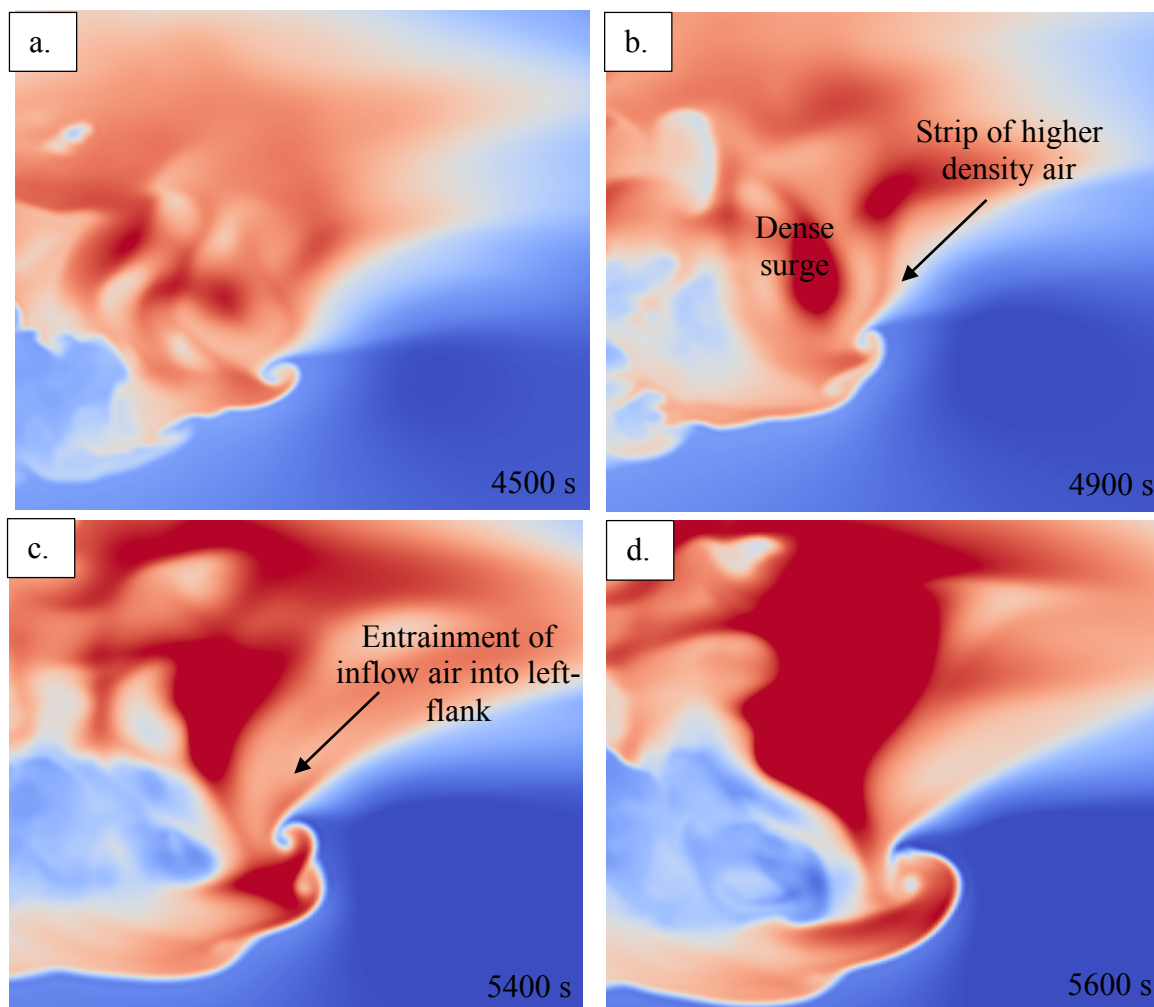 a.
4500 s
b.
Strip of higher
density air
Dense
surge
4900 s
c.
Entrainment of
inflow air into left-
flank
5400 s
d.
5600 s